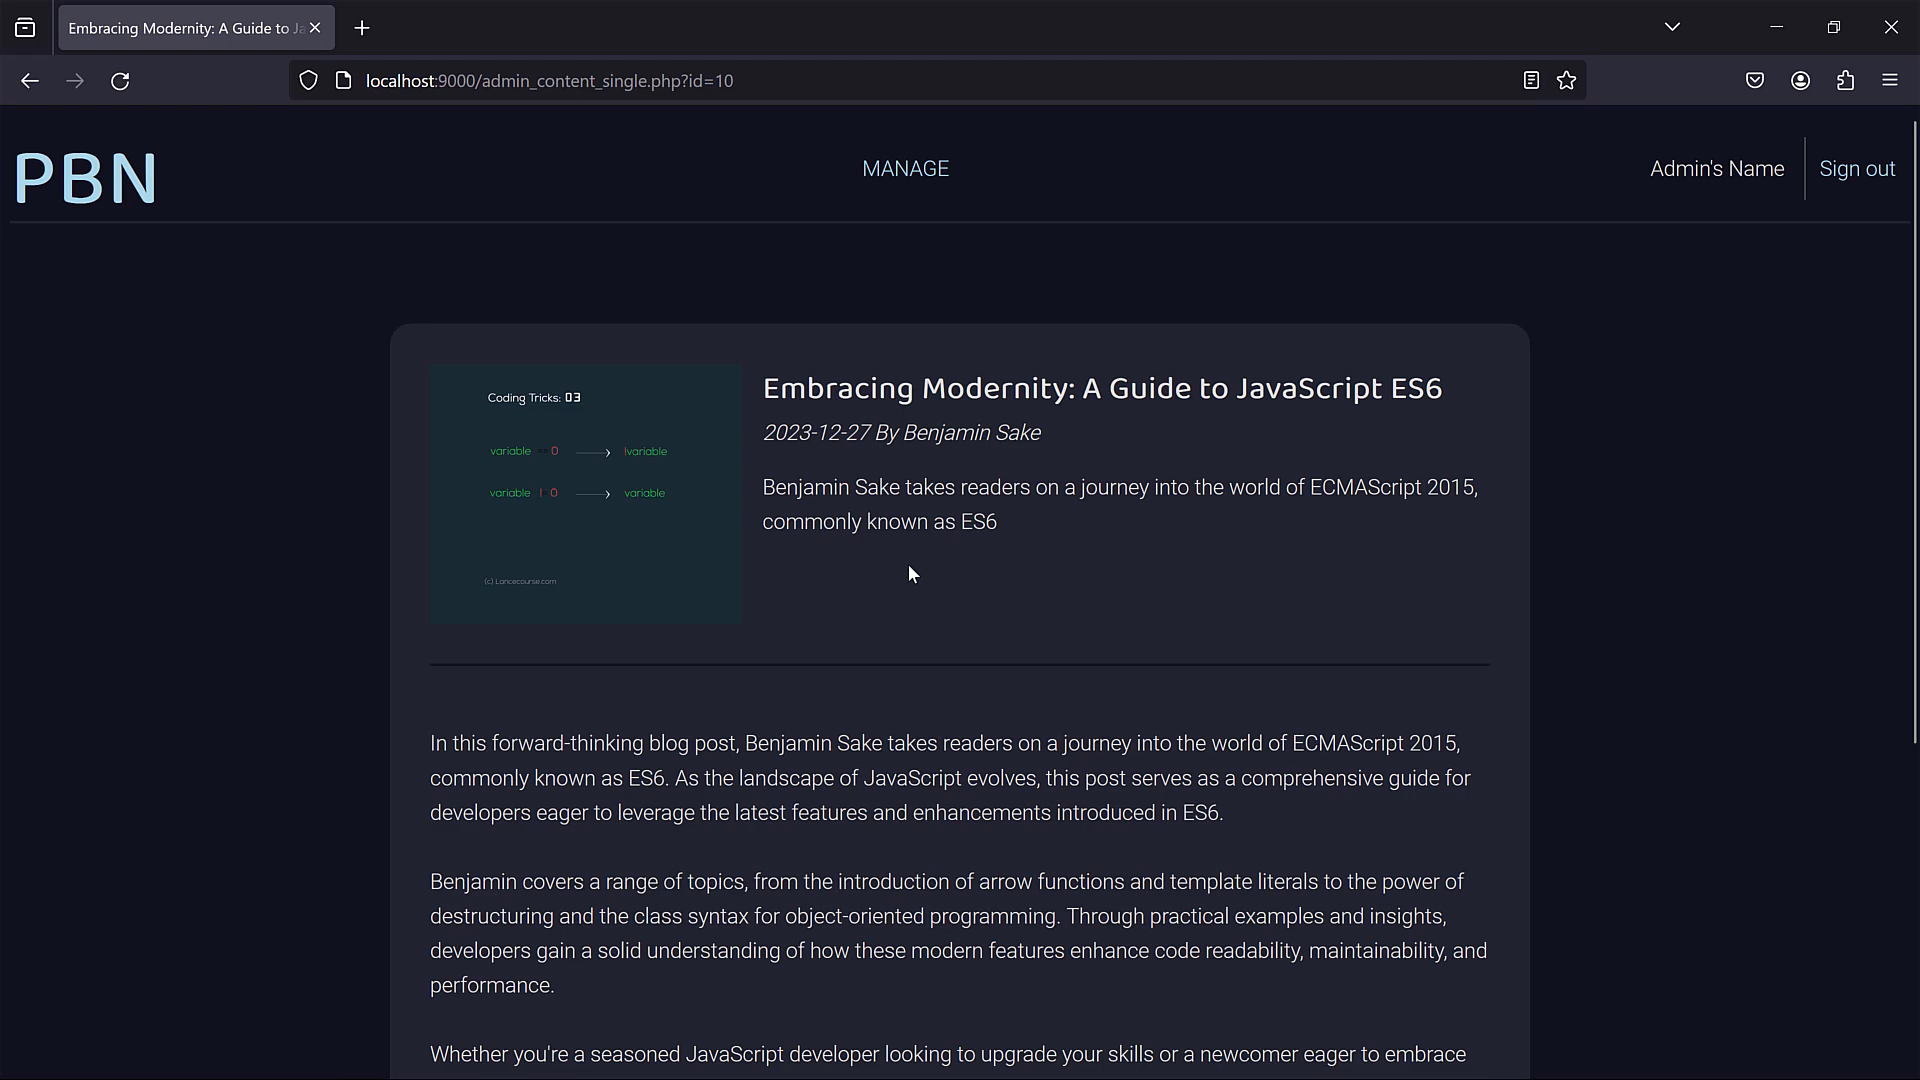 Embracing Modernity: A Guide to Ja
localhost:9000/admin_content_single.php?id=10
PBN
MANAGE
Admin's Name
Sign out
Coding Tricks: 03
variable == 0 → !variable
variable ! 0 → variable
(c) Lancecourse.com
Embracing Modernity: A Guide to JavaScript ES6
2023-12-27 By Benjamin Sake
Benjamin Sake takes readers on a journey into the world of ECMAScript 2015,
commonly known as ES6
In this forward-thinking blog post, Benjamin Sake takes readers on a journey into the world of ECMAScript 2015,
commonly known as ES6. As the landscape of JavaScript evolves, this post serves as a comprehensive guide for
developers eager to leverage the latest features and enhancements introduced in ES6.
Benjamin covers a range of topics, from the introduction of arrow functions and template literals to the power of
destructuring and the class syntax for object-oriented programming. Through practical examples and insights,
developers gain a solid understanding of how these modern features enhance code readability, maintainability, and
performance.
Whether you're a seasoned JavaScript developer looking to upgrade your skills or a newcomer eager to embrace